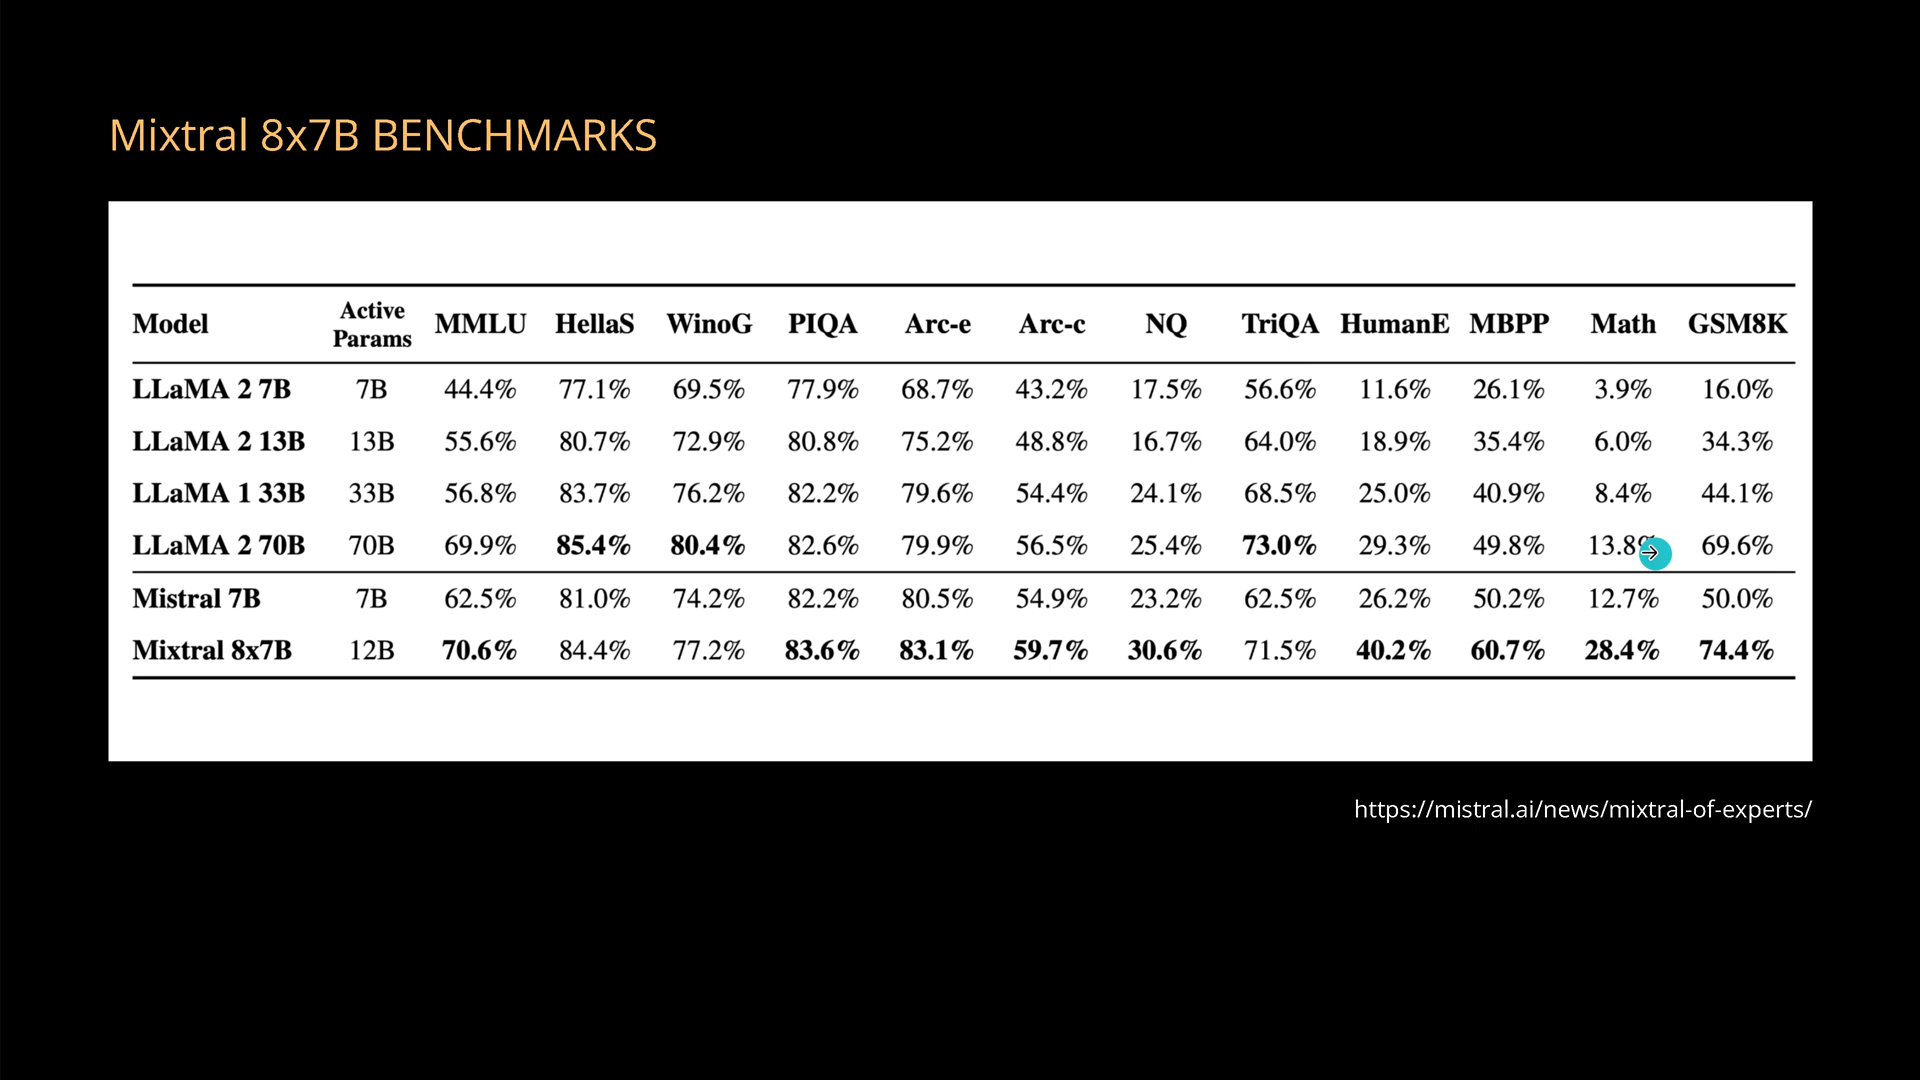 Mixtral 8x7B BENCHMARKS
Model Active Params MMLU HellaS WinoG PIQA Arc-e Arc-c NQ TriQA HumanE MBPP Math GSM8K
LLaMA 2 7B 7B 44.4% 77.1% 69.5% 77.9% 68.7% 43.2% 17.5% 56.6% 11.6% 26.1% 3.9% 16.0%
LLaMA 2 13B 13B 55.6% 80.7% 72.9% 80.8% 75.2% 48.8% 16.7% 64.0% 18.9% 35.4% 6.0% 34.3%
LLaMA 1 33B 33B 56.8% 83.7% 76.2% 82.2% 79.6% 54.4% 24.1% 68.5% 25.0% 40.9% 8.4% 44.1%
LLaMA 2 70B 70B 69.9% 85.4% 80.4% 82.6% 79.9% 56.5% 25.4% 73.0% 29.3% 49.8% 13.8% 69.6%
Mistral 7B 7B 62.5% 81.0% 74.2% 82.2% 80.5% 54.9% 23.2% 62.5% 26.2% 50.2% 12.7% 50.0%
Mixtral 8x7B 12B 70.6% 84.4% 77.2% 83.6% 83.1% 59.7% 30.6% 71.5% 40.2% 60.7% 28.4% 74.4%
https://mistral.ai/news/mixtral-of-experts/